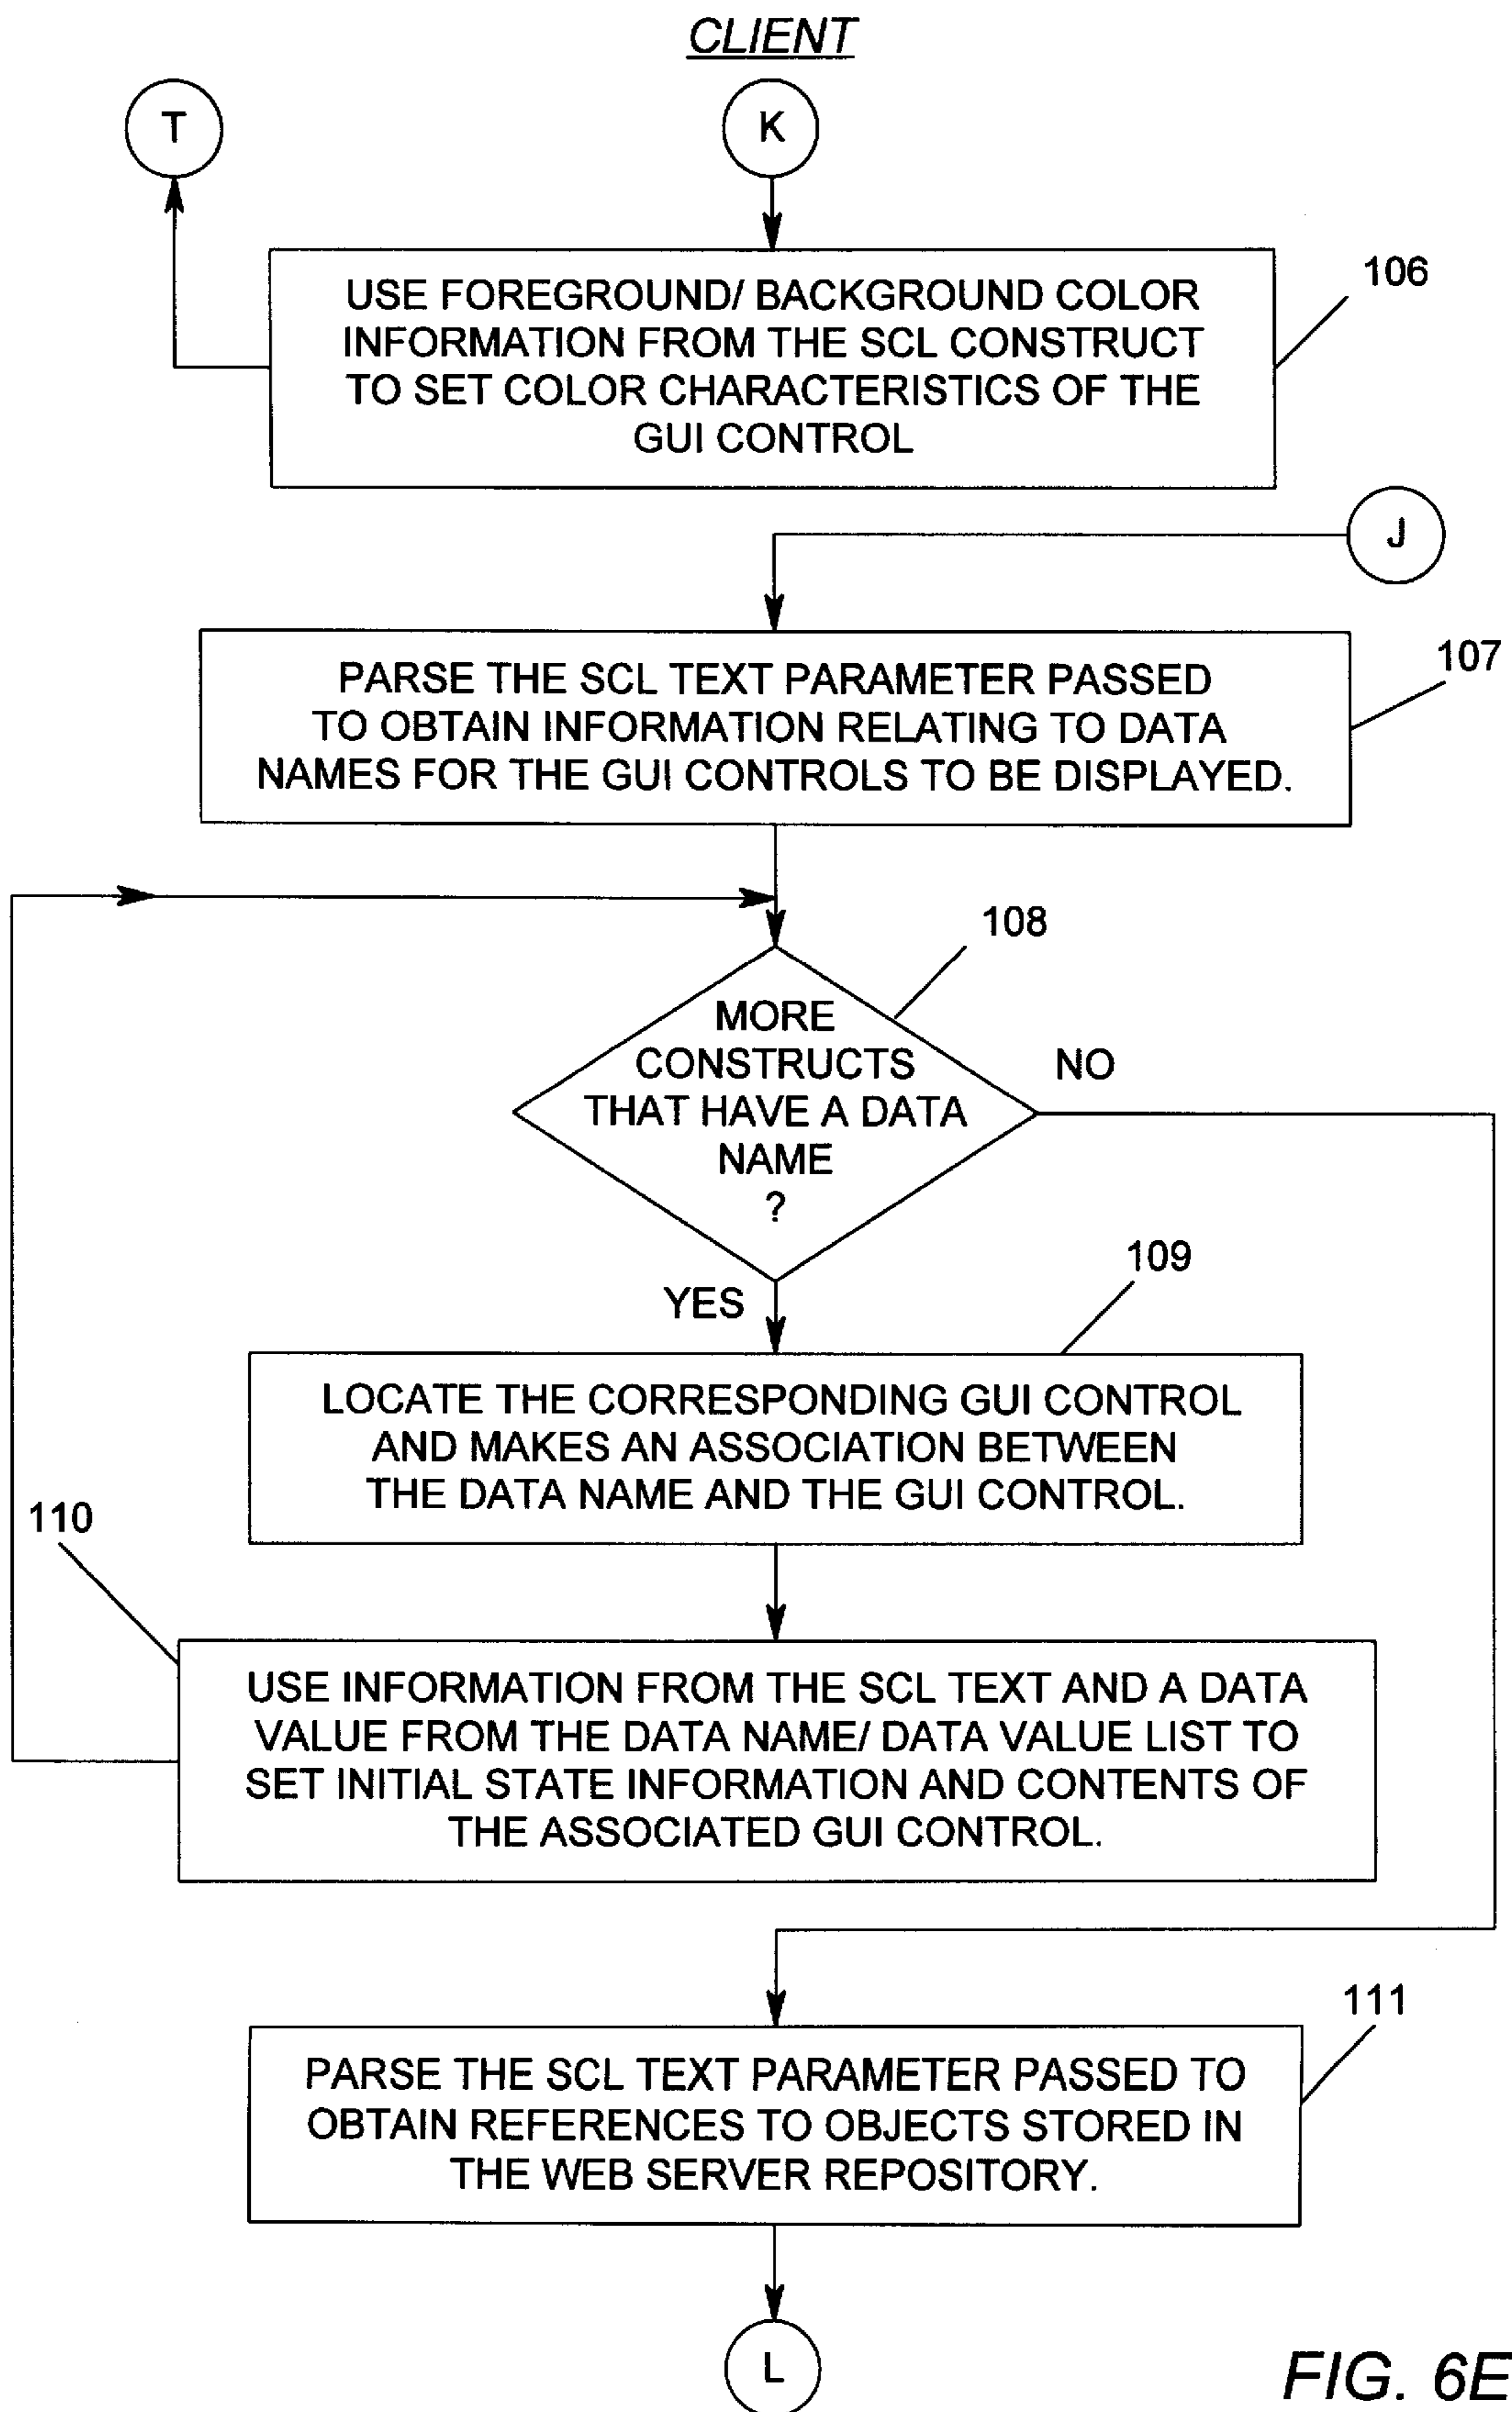 CLIENT
T
K
106
USE FOREGROUND/ BACKGROUND COLOR
INFORMATION FROM THE SCL CONSTRUCT
TO SET COLOR CHARACTERISTICS OF THE
GUI CONTROL
J
107
PARSE THE SCL TEXT PARAMETER PASSED
TO OBTAIN INFORMATION RELATING TO DATA
NAMES FOR THE GUI CONTROLS TO BE DISPLAYED.
108
MORE
CONSTRUCTS
THAT HAVE A DATA
NAME
?
NO
YES
109
LOCATE THE CORRESPONDING GUI CONTROL
AND MAKES AN ASSOCIATION BETWEEN
THE DATA NAME AND THE GUI CONTROL.
110
USE INFORMATION FROM THE SCL TEXT AND A DATA
VALUE FROM THE DATA NAME/ DATA VALUE LIST TO
SET INITIAL STATE INFORMATION AND CONTENTS OF
THE ASSOCIATED GUI CONTROL.
111
PARSE THE SCL TEXT PARAMETER PASSED TO
OBTAIN REFERENCES TO OBJECTS STORED IN
THE WEB SERVER REPOSITORY.
L
FIG. 6E